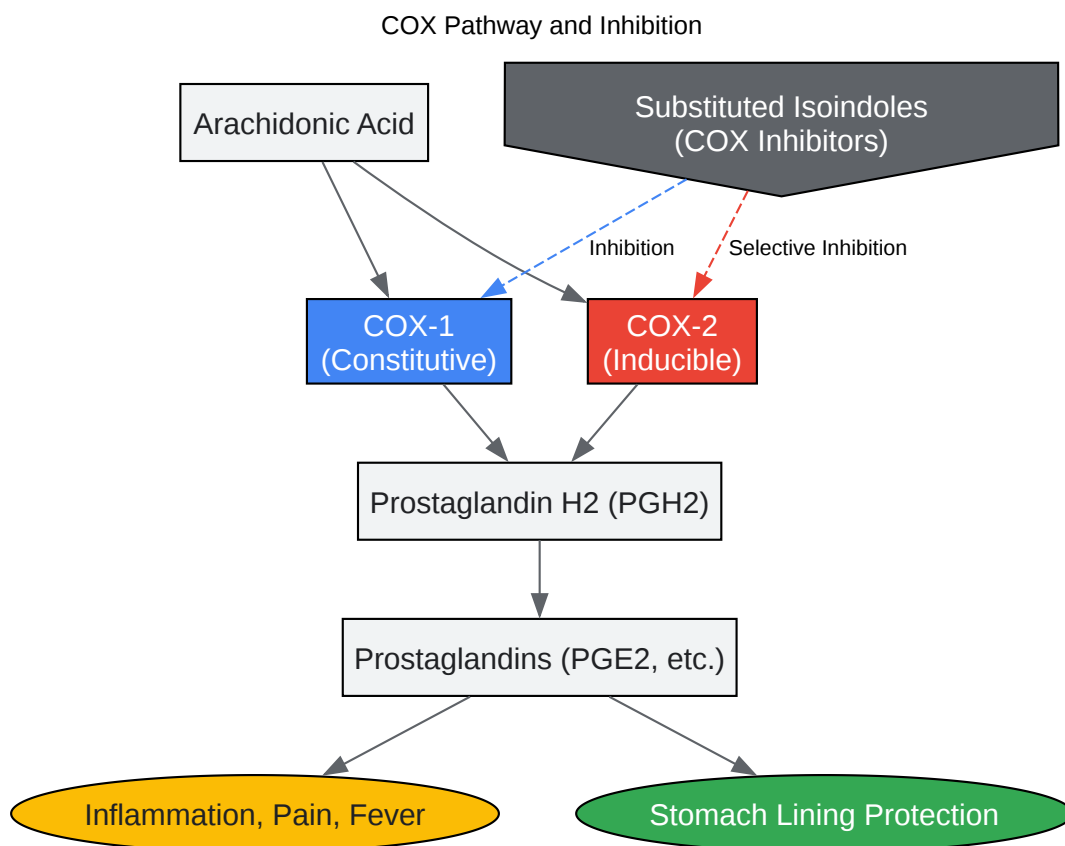 COX Pathway and Inhibition
Arachidonic Acid
Substituted Isoindoles
(COX Inhibitors)
Inhibition
Selective Inhibition
COX-1
(Constitutive)
COX-2
(Inducible)
Prostaglandin H2 (PGH2)
Prostaglandins (PGE2, etc.)
Inflammation, Pain, Fever
Stomach Lining Protection